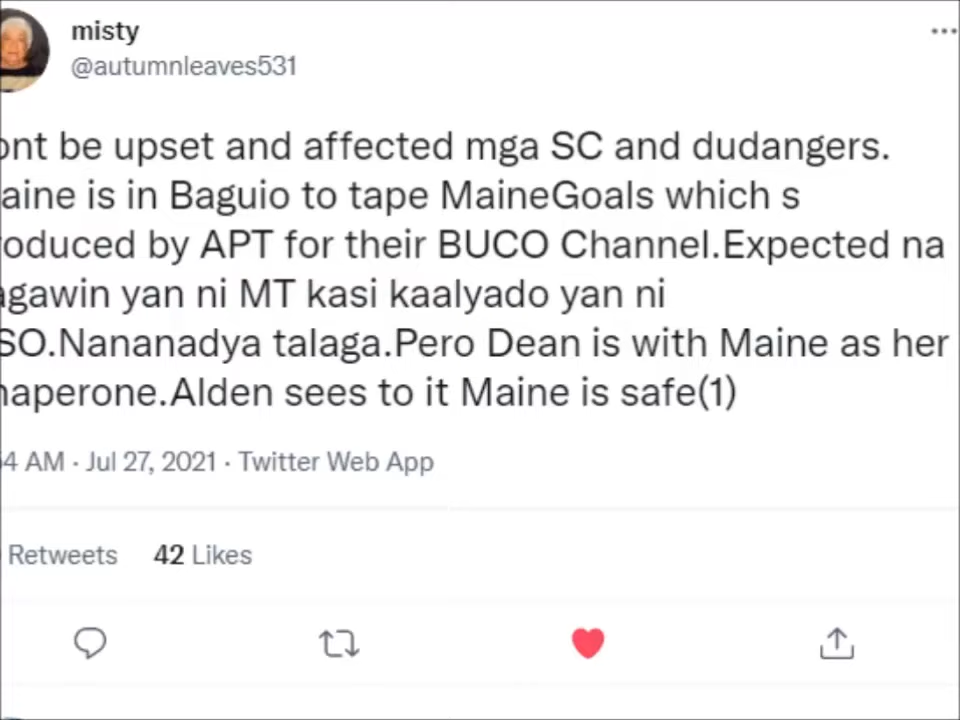 misty
@autumnleaves531
ont be upset and affected mga SC and dudangers.
aine is in Baguio to tape MaineGoals which s
roduced by APT for their BUCO Channel.Expected na
agawin yan ni MT kasi kaalyado yan ni
SO.Nananadya talaga.Pero Dean is with Maine as her
haperone.Alden sees to it Maine is safe(1)
54 AM · Jul 27, 2021 · Twitter Web App
Retweets 42 Likes